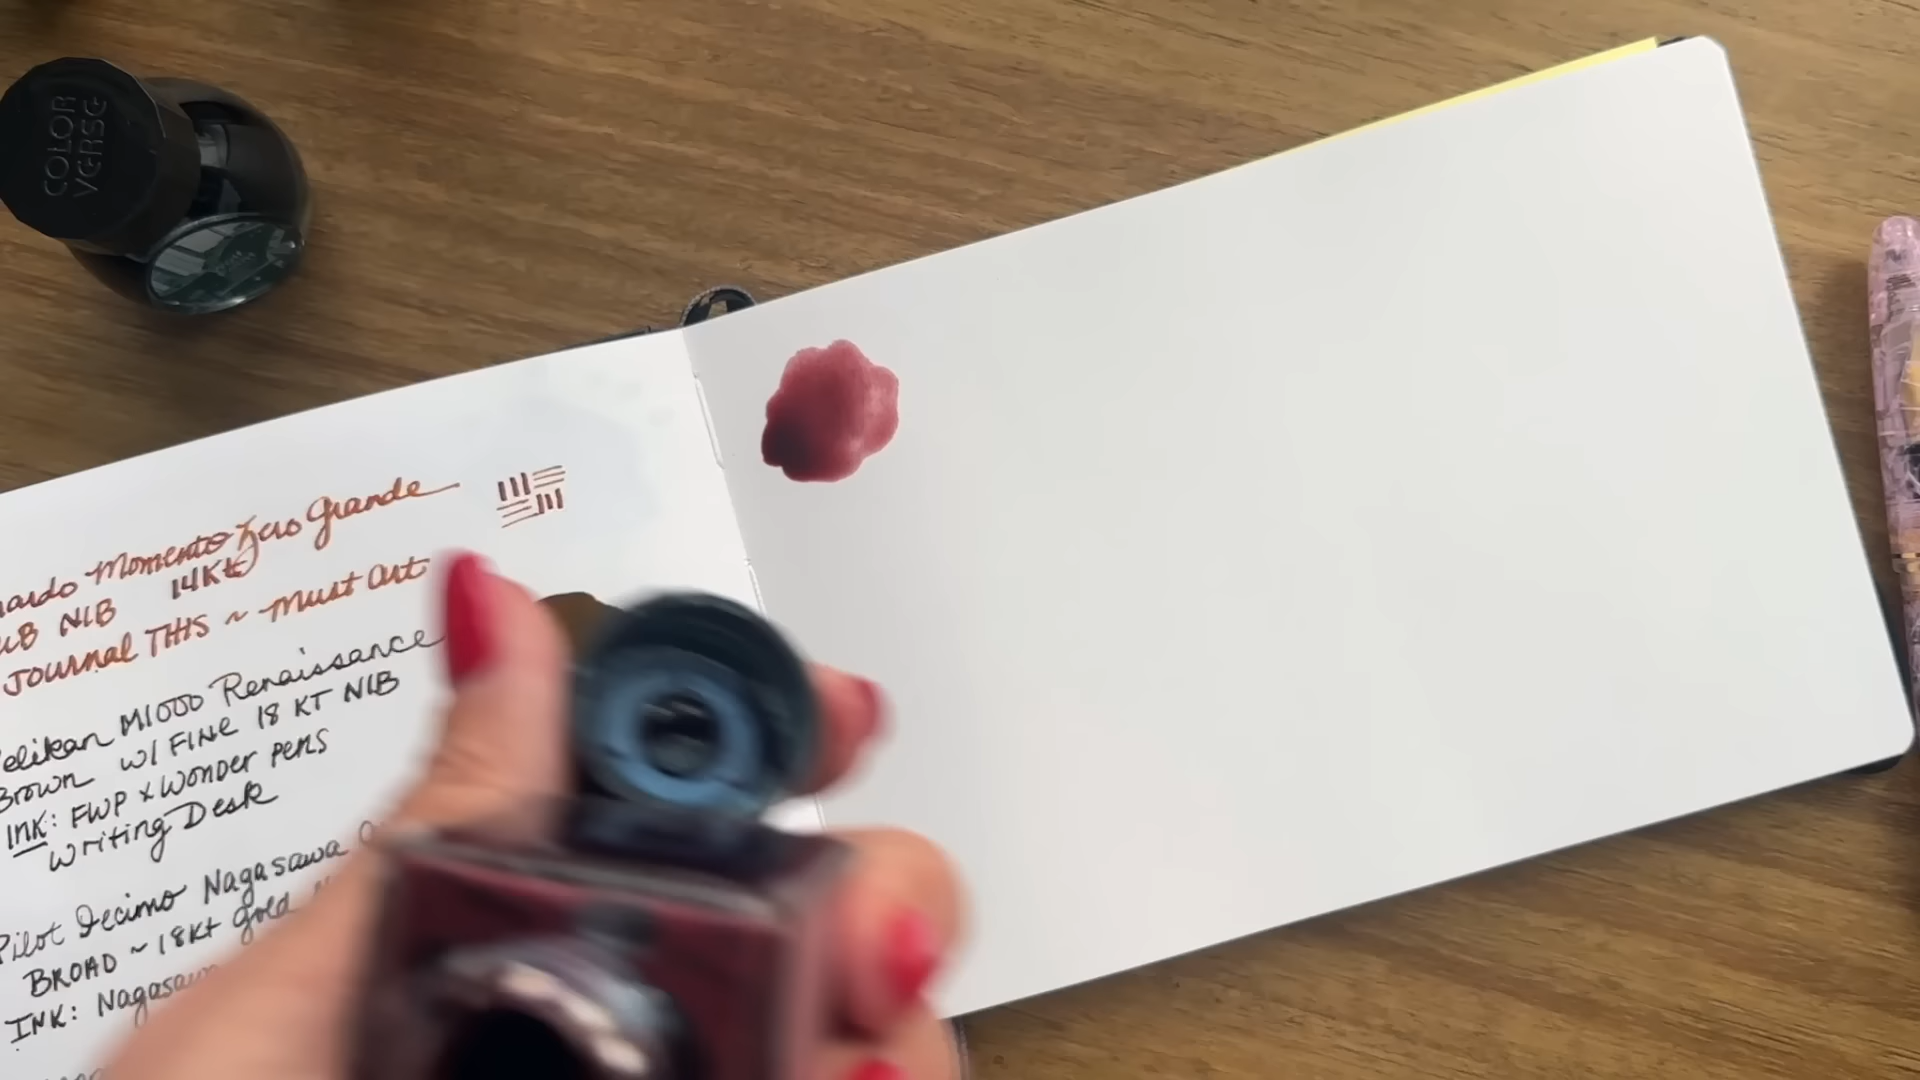 COLOR
VERSE
Momento Zero Grande
NIB 14Kt
JOURNAL THIS ~ Must Art
Pelikan M1000 Renaissance
Brown w/ FINE 18 KT NIB
INK: FWP x Wonder Pens
Writing Desk
Pilot Decimo Nagasawa
BROAD ~ 18Kt Gold
INK: Nagasawa